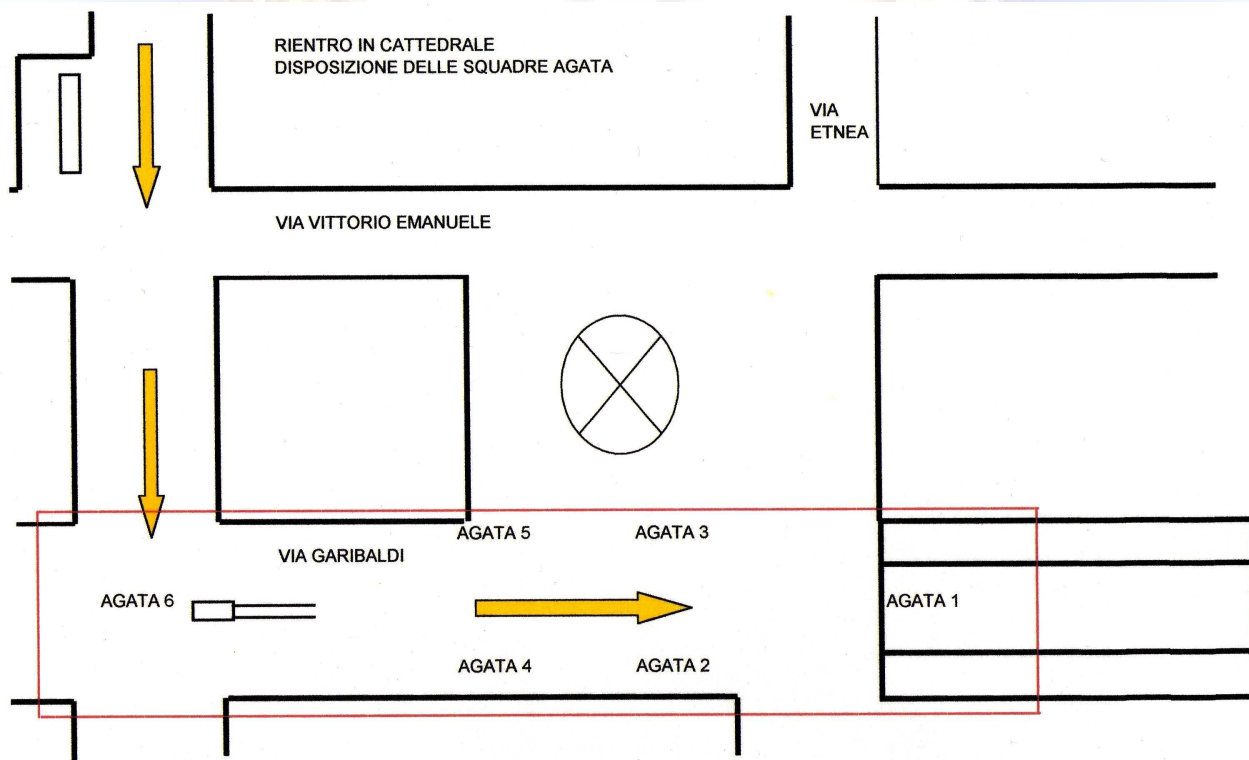 RIENTRO IN CATTEDRALE
DISPOSIZIONE DELLE SQUADRE AGATA
VIA
ETNEA
VIA VITTORIO EMANUELE
AGATA 5
AGATA 3
VIA GARIBALDI
AGATA 6
AGATA 1
AGATA 4
AGATA 2